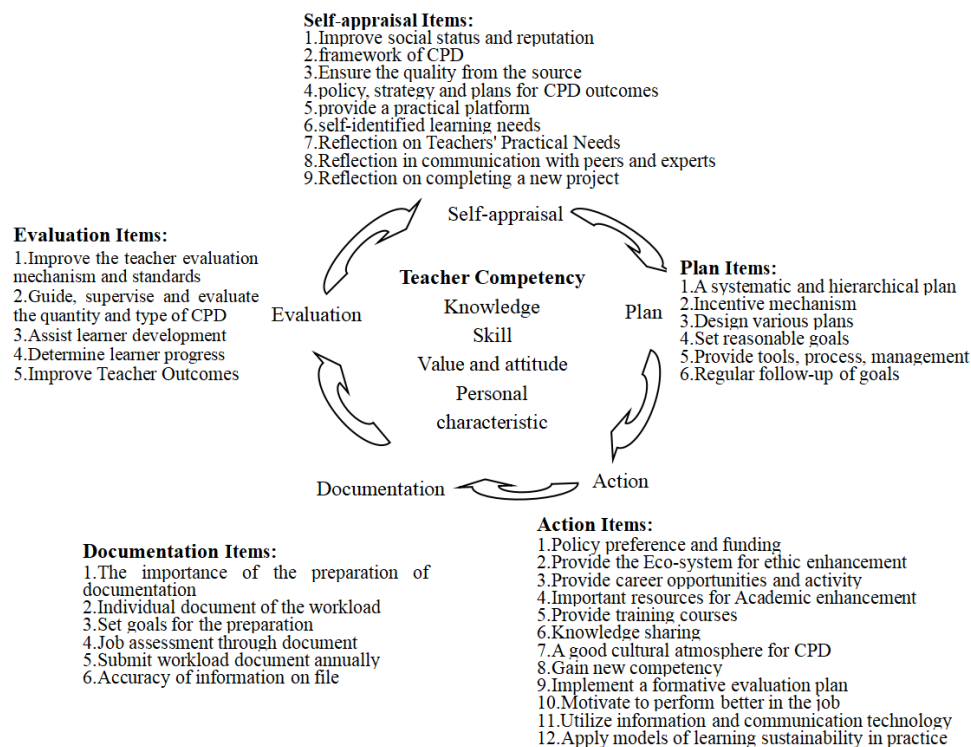 Self-appraisal Items:
1.Improve social status and reputation
2.framework of CPD
3.Ensure the quality from the source
4.policy, strategy and plans for CPD outcomes
5.provide a practical platform
6.self-identified learning needs
7.Reflection on Teachers' Practical Needs
8.Reflection in communication with peers and experts
9.Reflection on completing a new project
Self-appraisal
Evaluation Items:
1.Improve the teacher evaluation
mechanism and standards
2.Guide, supervise and evaluate
the quantity and type of CPD
3.Assist learner development
4.Determine learner progress
5.Improve Teacher Outcomes
Evaluation
Teacher Competency
Knowledge
Skill
Value and attitude
Personal
characteristic
Plan
Plan Items:
1.A systematic and hierarchical plan
2.Incentive mechanism
3.Design various plans
4.Set reasonable goals
5.Provide tools, process, management
6.Regular follow-up of goals
Documentation
Action
Documentation Items:
1.The importance of the preparation of
documentation
2.Individual document of the workload
3.Set goals for the preparation
4.Job assessment through document
5.Submit workload document annually
6.Accuracy of information on file
Action Items:
1.Policy preference and funding
2.Provide the Eco-system for ethic enhancement
3.Provide career opportunities and activity
4.Important resources for Academic enhancement
5.Provide training courses
6.Knowledge sharing
7.A good cultural atmosphere for CPD
8.Gain new competency
9.Implement a formative evaluation plan
10.Motivate to perform better in the job
11.Utilize information and communication technology
12.Apply models of learning sustainability in practice